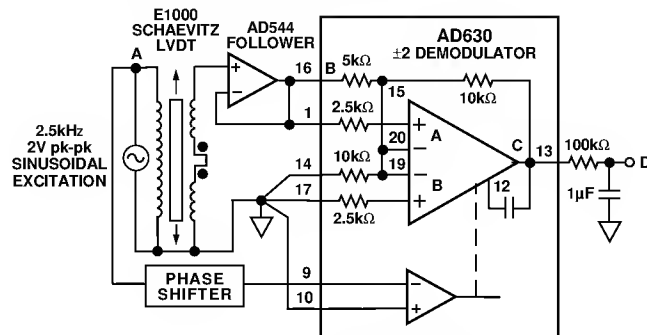 E1000
SCHAEVITZ
LVDT
A
AD544
FOLLOWER
+
–
16
B
1
AD630
±2 DEMODULATOR
5kΩ
15
10kΩ
2.5kΩ
+
A
20
–
19
–
B
+
C
13
12
100kΩ
D
1µF
2.5kHz
2V pk-pk
SINUSOIDAL
EXCITATION
14
10kΩ
17
2.5kΩ
PHASE
SHIFTER
9
–
10
+